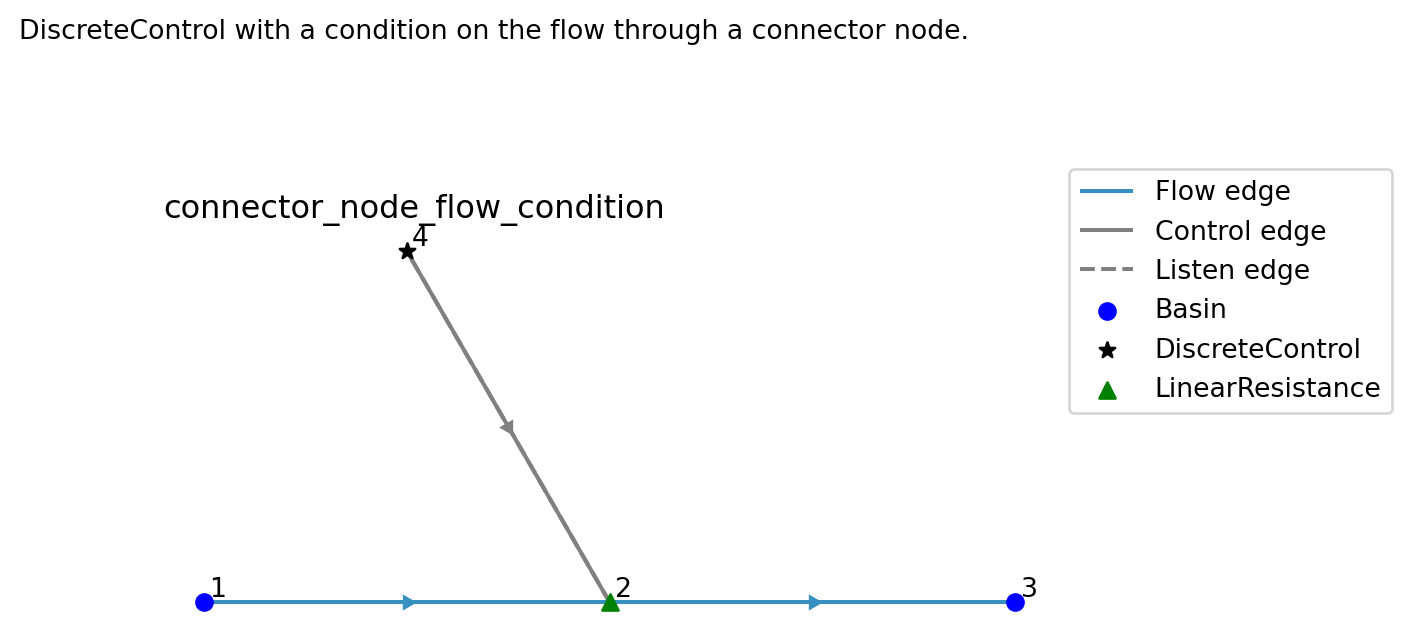 DiscreteControl with a condition on the flow through a connector node.
connector_node_flow_condition
4
Flow edge
Control edge
Listen edge
Basin
DiscreteControl
LinearResistance
1
2
3